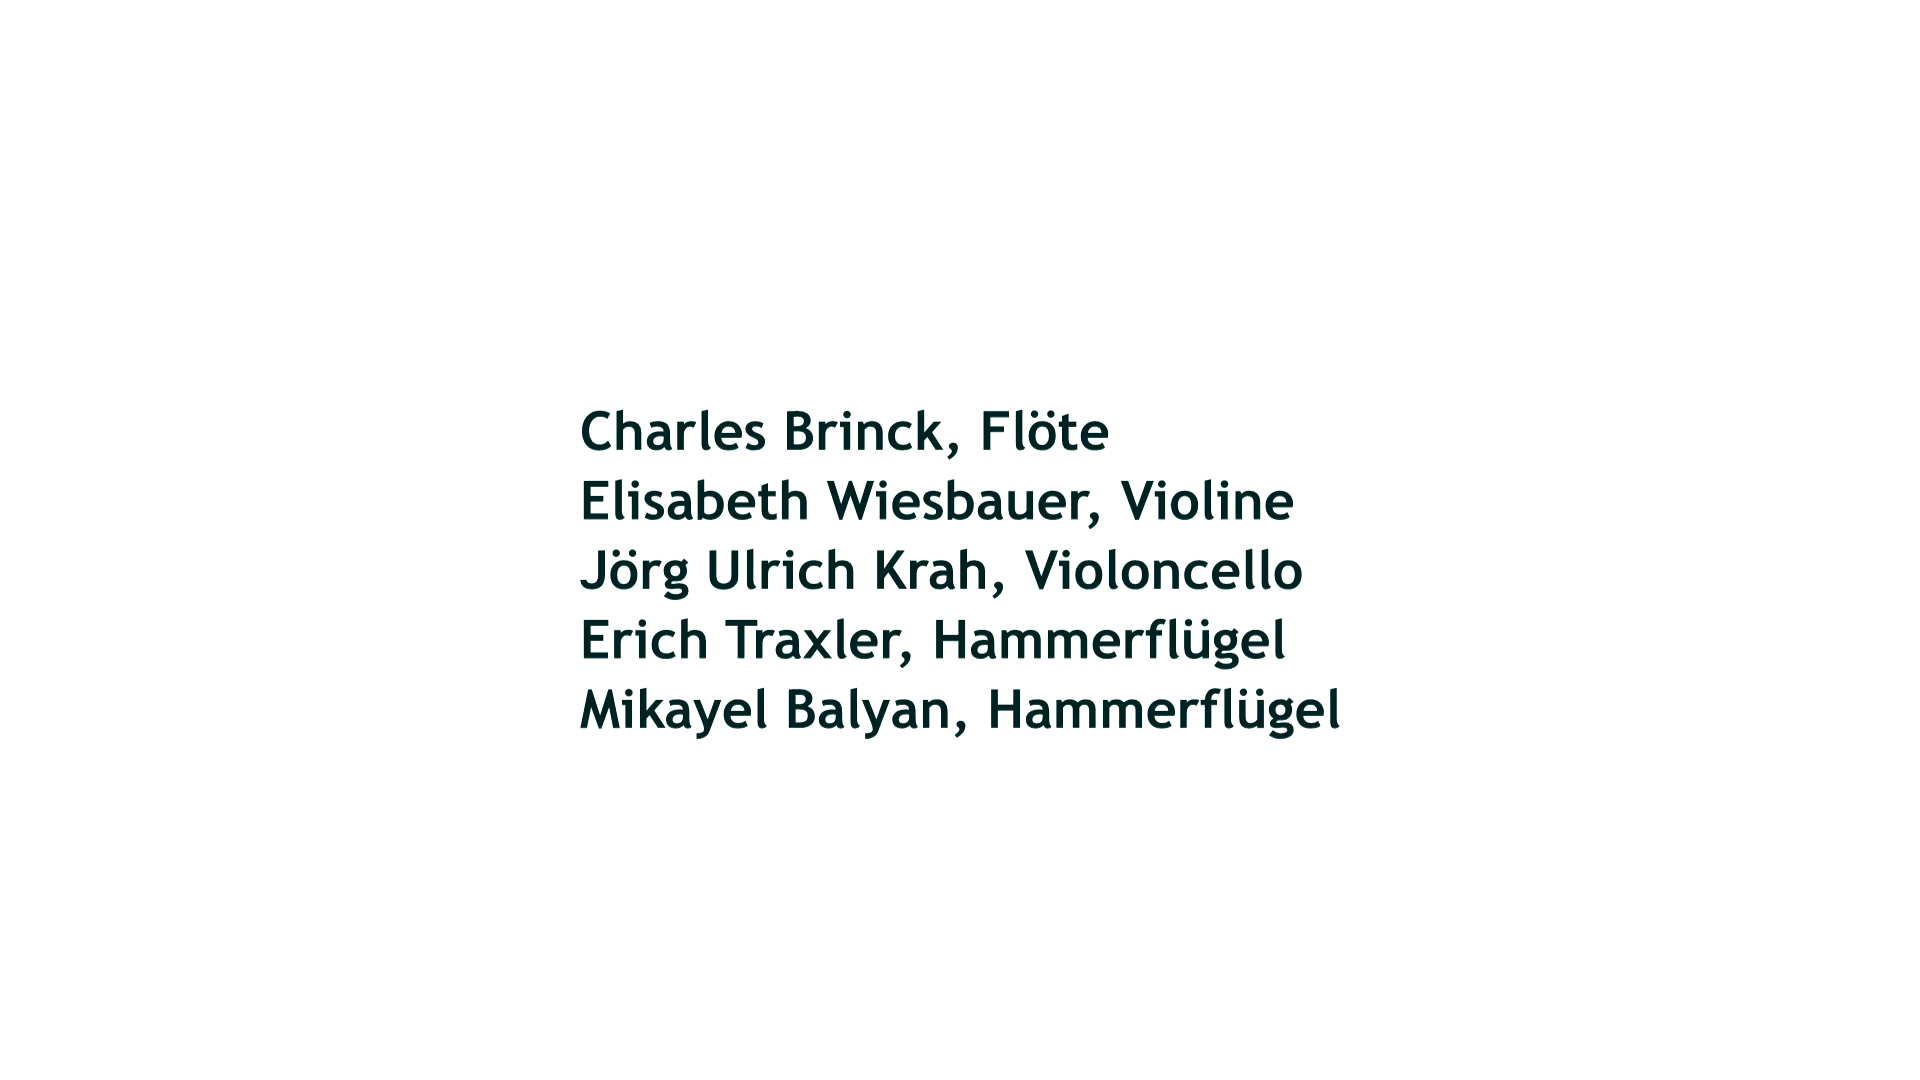 Charles Brinck, Flöte
Elisabeth Wiesbauer, Violine
Jörg Ulrich Krah, Violoncello
Erich Traxler, Hammerflügel
Mikayel Balyan, Hammerflügel